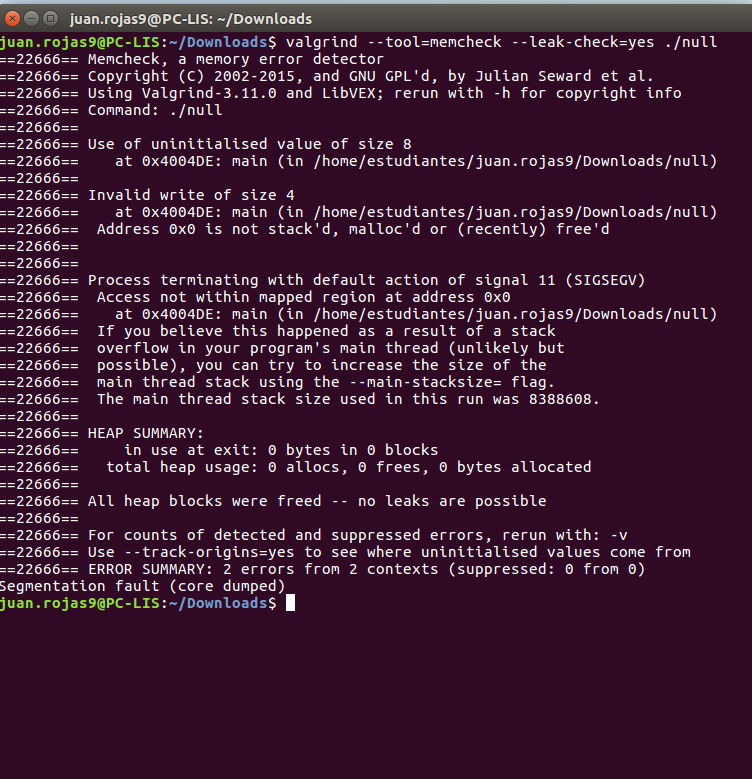 juan.rojas9@PC-LIS: ~/Downloads
juan.rojas9@PC-LIS:~/Downloads$ valgrind --tool=memcheck --leak-check=yes ./null
==22666== Memcheck, a memory error detector
==22666== Copyright (C) 2002-2015, and GNU GPL'd, by Julian Seward et al.
==22666== Using Valgrind-3.11.0 and LibVEX; rerun with -h for copyright info
==22666== Command: ./null
==22666==
==22666== Use of uninitialised value of size 8
==22666==    at 0x4004DE: main (in /home/estudiantes/juan.rojas9/Downloads/null)
==22666==
==22666== Invalid write of size 4
==22666==    at 0x4004DE: main (in /home/estudiantes/juan.rojas9/Downloads/null)
==22666==  Address 0x0 is not stack'd, malloc'd or (recently) free'd
==22666==
==22666==
==22666== Process terminating with default action of signal 11 (SIGSEGV)
==22666==  Access not within mapped region at address 0x0
==22666==    at 0x4004DE: main (in /home/estudiantes/juan.rojas9/Downloads/null)
==22666==  If you believe this happened as a result of a stack
==22666==  overflow in your program's main thread (unlikely but
==22666==  possible), you can try to increase the size of the
==22666==  main thread stack using the --main-stacksize= flag.
==22666==  The main thread stack size used in this run was 8388608.
==22666==
==22666== HEAP SUMMARY:
==22666==     in use at exit: 0 bytes in 0 blocks
==22666==   total heap usage: 0 allocs, 0 frees, 0 bytes allocated
==22666==
==22666== All heap blocks were freed -- no leaks are possible
==22666==
==22666== For counts of detected and suppressed errors, rerun with: -v
==22666== Use --track-origins=yes to see where uninitialised values come from
==22666== ERROR SUMMARY: 2 errors from 2 contexts (suppressed: 0 from 0)
Segmentation fault (core dumped)
juan.rojas9@PC-LIS:~/Downloads$